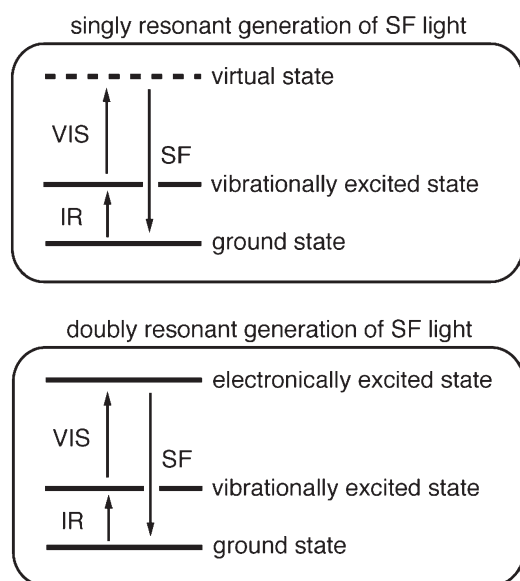 singly resonant generation of SF light
virtual state
VIS
SF
vibrationally excited state
IR
ground state
doubly resonant generation of SF light
electronically excited state
VIS
SF
vibrationally excited state
IR
ground state